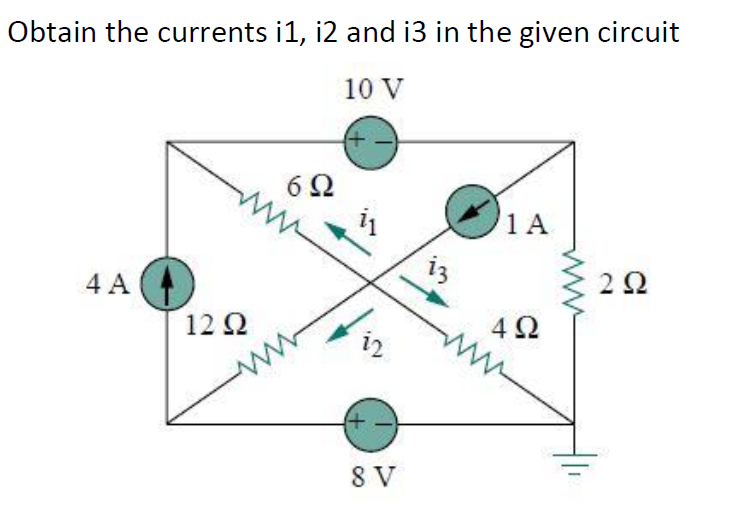 Obtain the currents i1, i2 and i3 in the given circuit
10 V
+ −
6 Ω
i₁
1 A
i₃
4 A
2 Ω
12 Ω
4 Ω
i₂
+ −
8 V